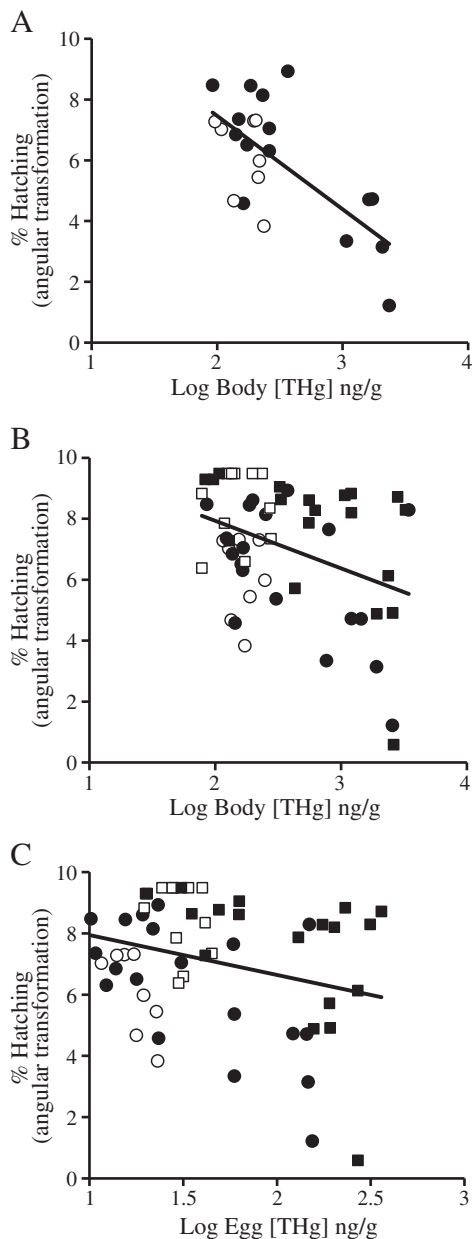 A
% Hatching
(angular transformation)
10
8
6
4
2
0
1
2
3
4
Log Body [THg] ng/g
B
% Hatching
(angular transformation)
10
8
6
4
2
0
1
2
3
4
Log Body [THg] ng/g
C
% Hatching
(angular transformation)
10
8
6
4
2
0
1
1.5
2
2.5
3
Log Egg [THg] ng/g